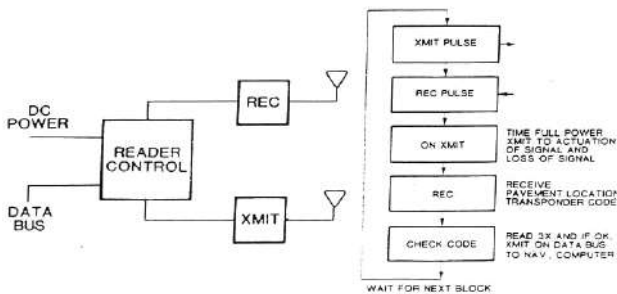 DC
POWER
READER
CONTROL
DATA
BUS
REC
XMIT
XMIT PULSE
REC PULSE
ON XMIT
TIME FULL POWER
XMIT TO ACTUATION
OF SIGNAL AND
LOSS OF SIGNAL
REC
RECEIVE
PAVEMENT LOCATION
TRANSPONDER CODE
CHECK CODE
READ 3X AND IF OK,
XMIT ON DATA BUS
TO NAV, COMPUTER
WAIT FOR NEXT BLOCK